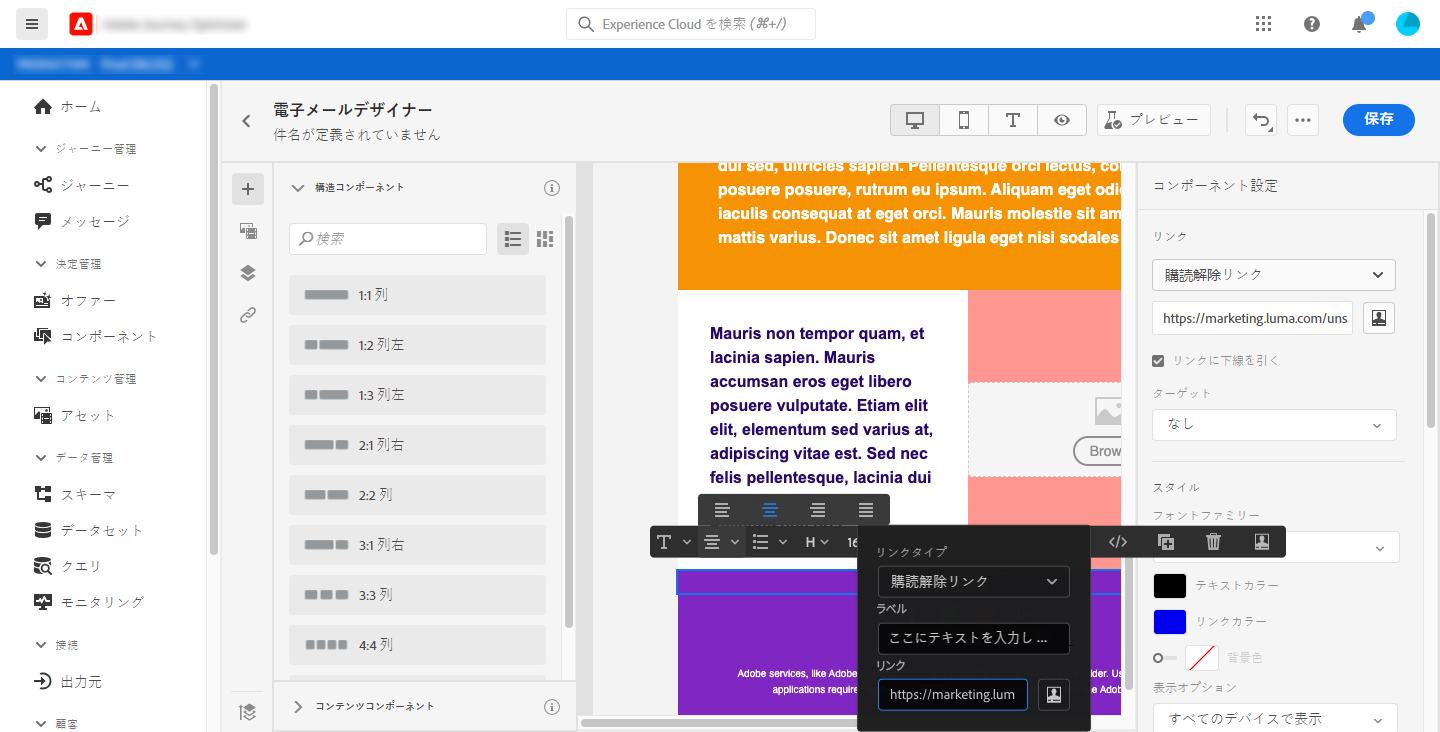 Experience Cloud を検索 (⌘+/)
ホーム
ジャーニー管理
ジャーニー
メッセージ
決定管理
オファー
コンポーネント
コンテンツ管理
アセット
データ管理
スキーマ
データセット
クエリ
モニタリング
接続
出力元
顧客
電子メールデザイナー
件名が定義されていません
プレビュー
保存
構造コンポーネント
検索
1:1 列
1:2 列左
1:3 列左
2:1 列右
2:2 列
3:1 列右
3:3 列
4:4 列
コンテンツコンポーネント
dui sed, ultricies sapien. Pellentesque orci lectus,
posuere posuere, rutrum eu ipsum. Aliquam eget
iaculis consequat at eget orci. Mauris molestie sit am
mattis varius. Donec sit amet ligula eget nisi sodales
Mauris non tempor quam, et
lacinia sapien. Mauris
accumsan eros eget libero
posuere vulputate. Etiam elit
elit, elementum sed varius at,
adipiscing vitae est. Sed nec
felis pellentesque, lacinia dui
Brow
H
リンクタイプ
購読解除リンク
ラベル
ここにテキストを入力し ...
リンク
https://marketing.lum
Adobe services, like Adobe
applications require
コンポーネント設定
リンク
購読解除リンク
https://marketing.luma.com/uns
リンクに下線を引く
ターゲット
なし
スタイル
フォントファミリー
テキストカラー
リンクカラー
背景色
表示オプション
すべてのデバイスで表示